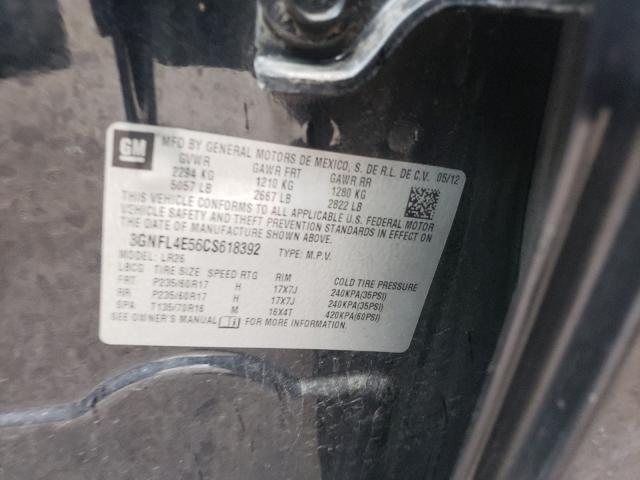 GM
MFD BY GENERAL MOTORS DE MEXICO, S. DE R.L. DE C.V. 05/12
GVWR GAWR FRT GAWR RR
2294 KG 1210 KG 1280 KG
5057 LB 2667 LB 2822 LB
THIS VEHICLE CONFORMS TO ALL APPLICABLE U.S. FEDERAL MOTOR
VEHICLE SAFETY AND THEFT PREVENTION STANDARDS IN EFFECT ON
THE DATE OF MANUFACTURE SHOWN ABOVE.
3GNFL4E56CS618392 TYPE: M.P.V.
MODEL: LR26
LBCG TIRE SIZE SPEED RTG RIM COLD TIRE PRESSURE
FRT: P235/60R17 H 17X7J 240KPA(35PSI)
RR: P235/60R17 H 17X7J 240KPA(35PSI)
SPA: T135/70R16 M 16X4T 420KPA(60PSI)
SEE OWNER'S MANUAL FOR MORE INFORMATION.